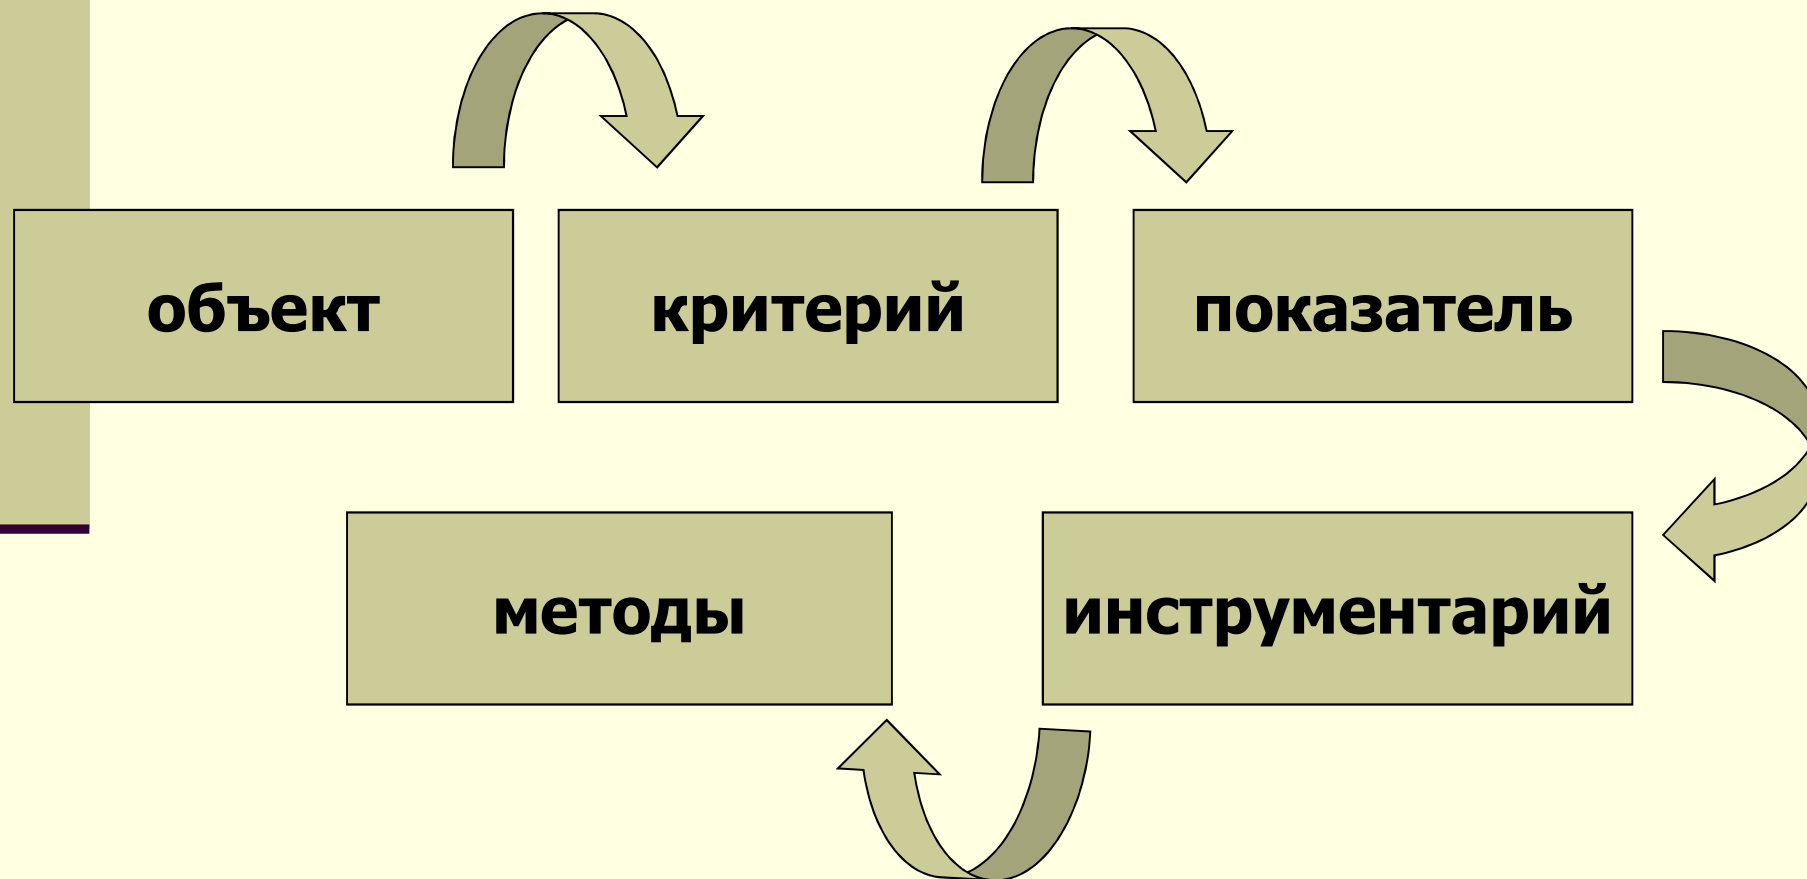 объект
критерий
показатель
методы
инструментарий